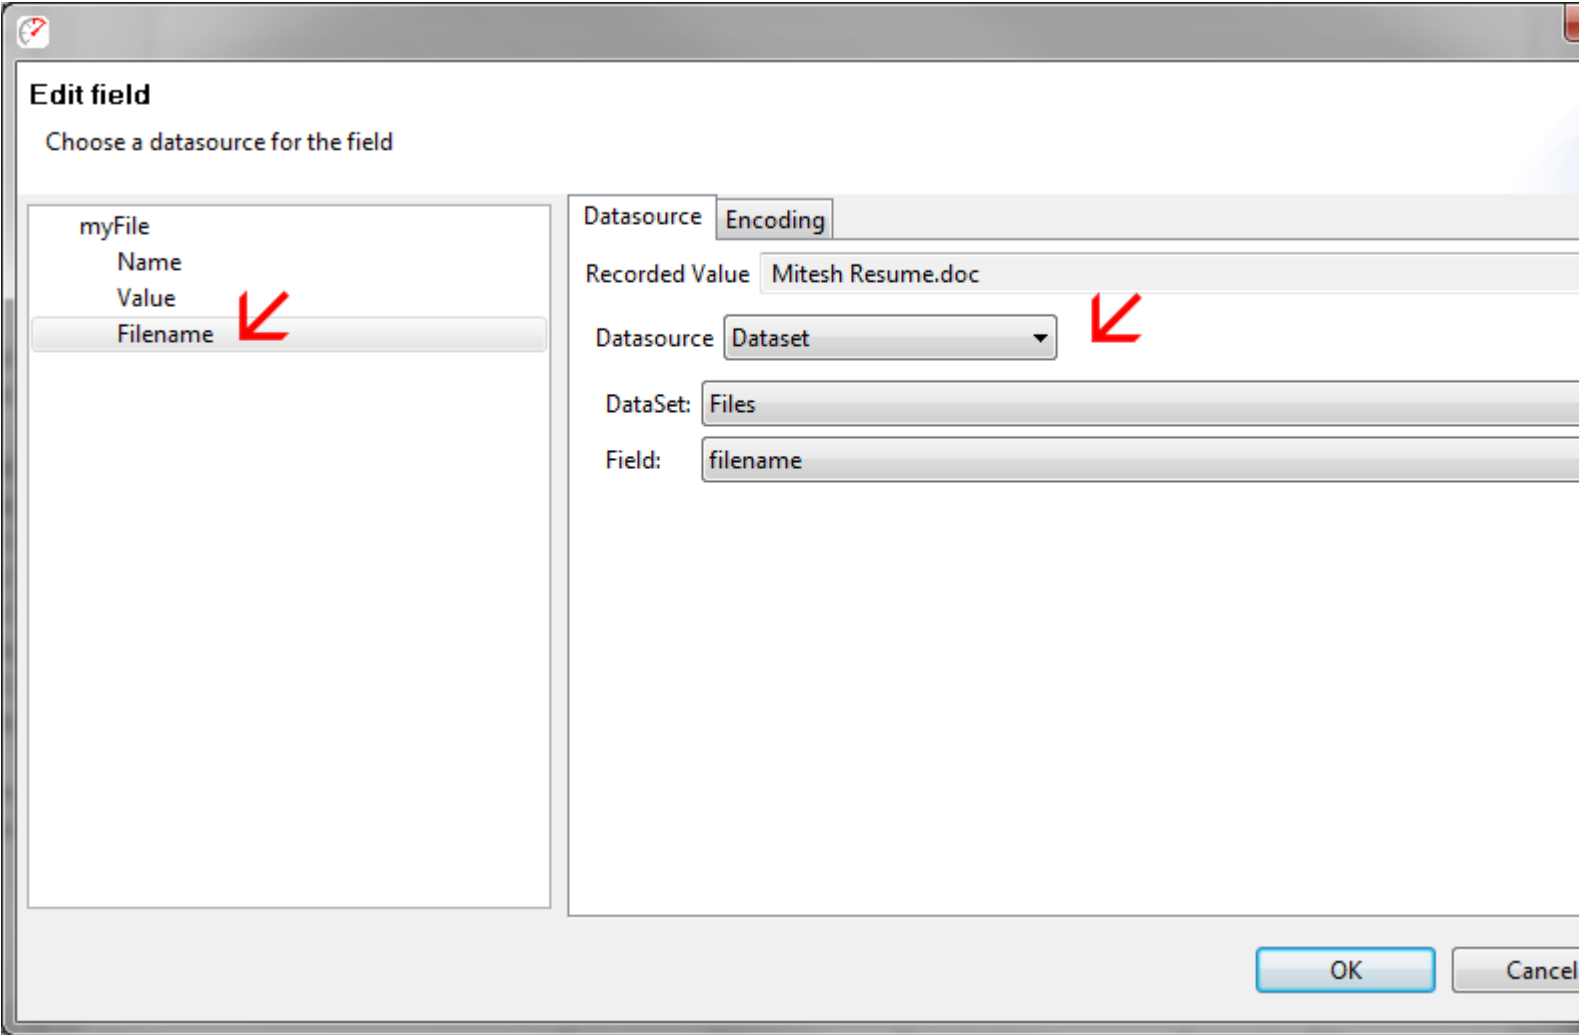 Edit field
Choose a datasource for the field
myFile
Name
Value
Filename
Datasource Encoding
Recorded Value Mitesh Resume.doc
Datasource Dataset
DataSet: Files
Field: filename
OK Cancel